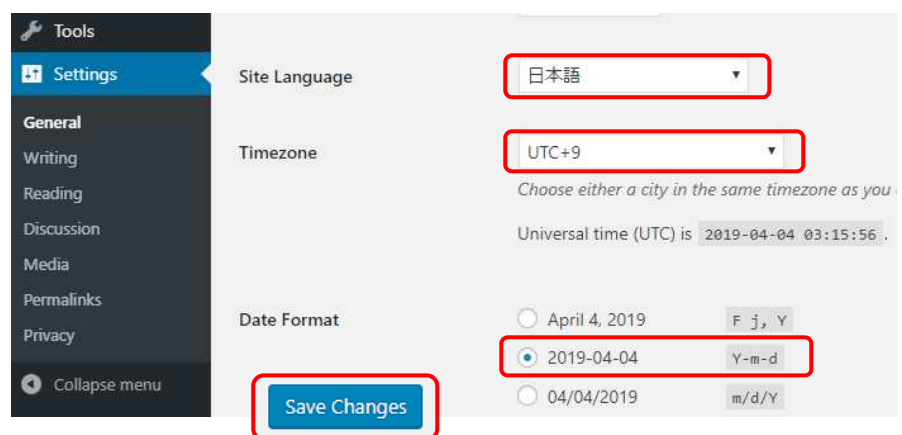 Tools
Settings
General
Writing
Reading
Discussion
Media
Permalinks
Privacy
Collapse menu
Site Language
日本語
Timezone
UTC+9
Choose either a city in the same timezone as you
Universal time (UTC) is 2019-04-04 03:15:56 .
Date Format
April 4, 2019 F j, Y
2019-04-04 Y-m-d
04/04/2019 m/d/Y
Save Changes